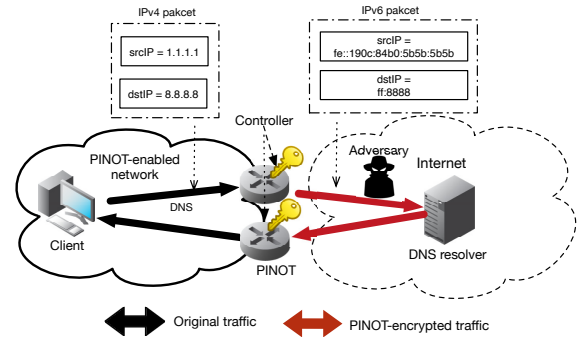 IPv4 pakcet
srcIP = 1.1.1.1
dstIP = 8.8.8.8
IPv6 pakcet
srcIP =
fe::190c:84b0:5b5b:5b5b
dstIP =
ff:8888
Controller
Adversary
PINOT-enabled
network
Internet
DNS
Client
PINOT
DNS resolver
Original traffic
PINOT-encrypted traffic